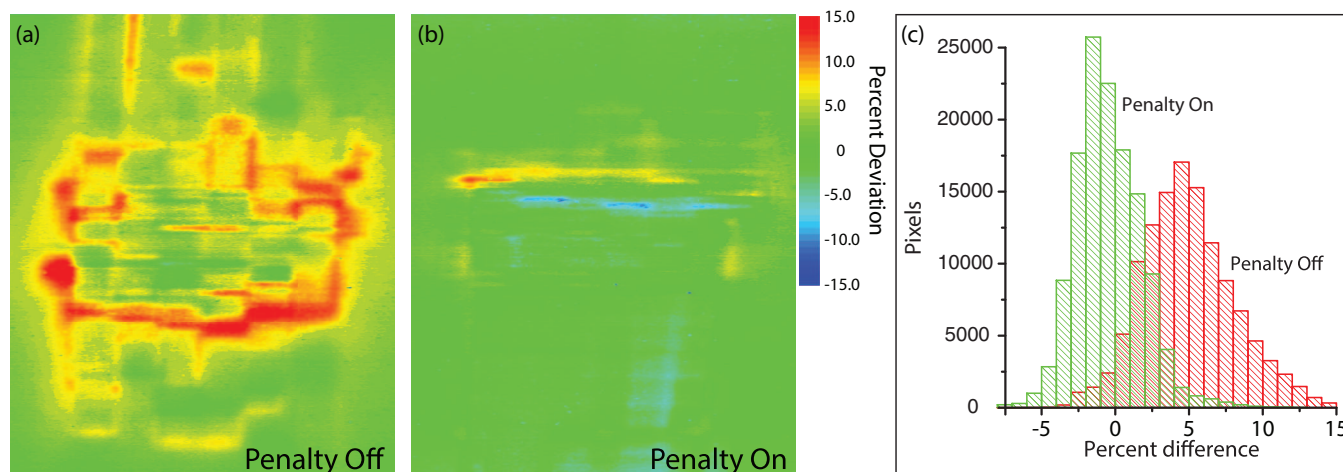 (a)
Penalty Off
(b)
Penalty On
15.0
10.0
5.0
0
-5.0
-10.0
-15.0
Percent Deviation
(c)
25000
20000
15000
10000
5000
0
Pixels
Penalty On
Penalty Off
-5
0
5
10
15
Percent difference